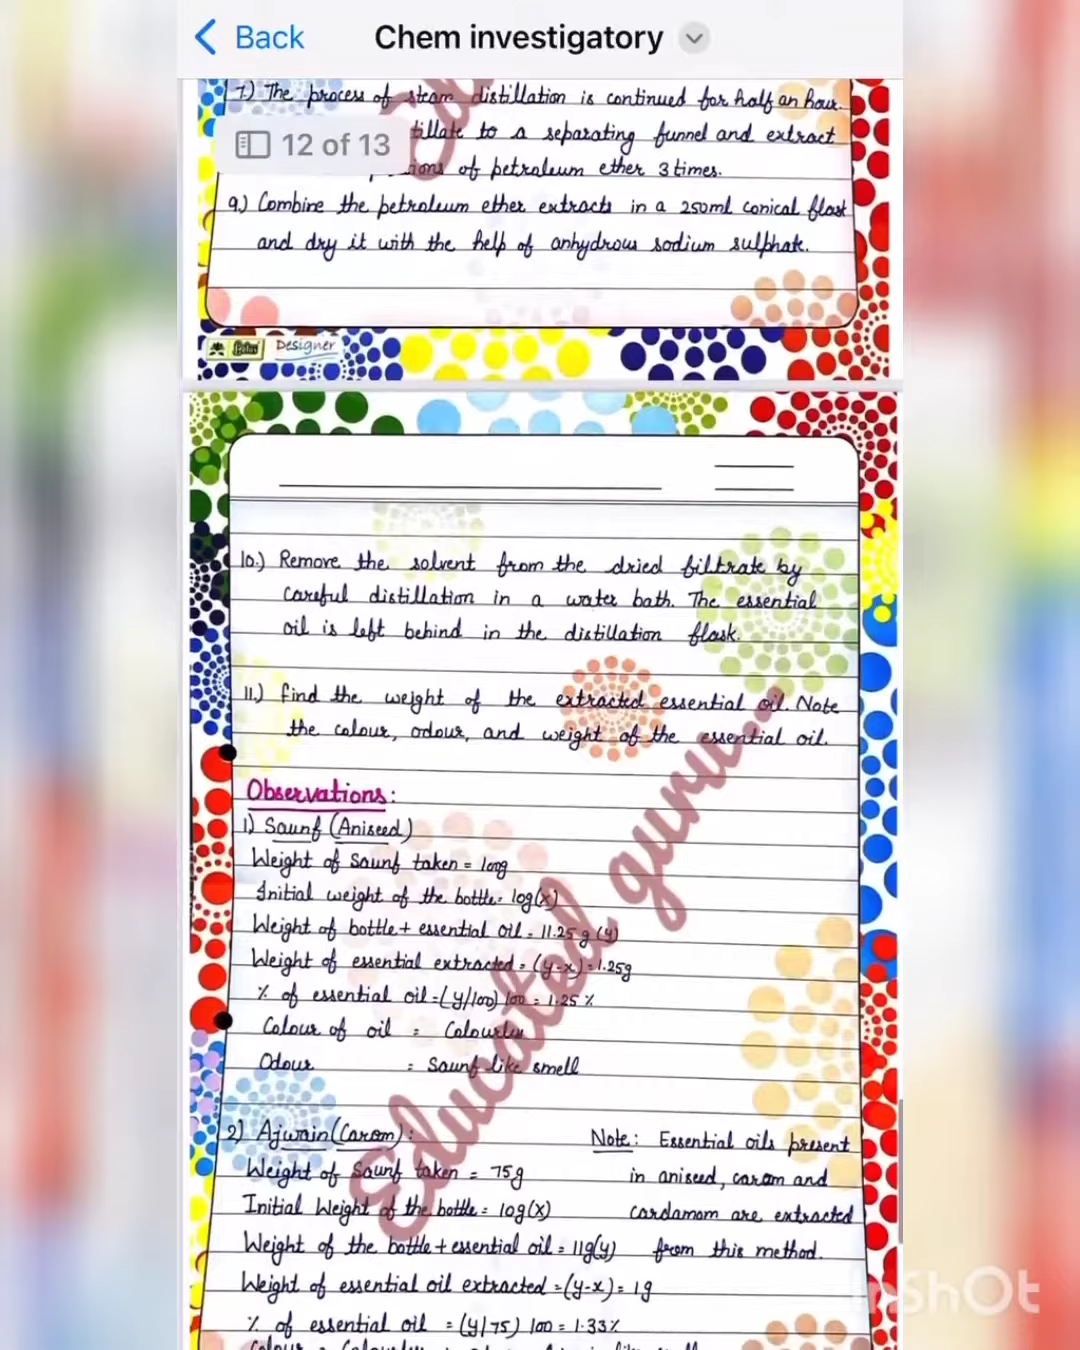 Back
Chem investigatory
7.) The process of steam distillation is continued for half an hour.
12 of 13
tillate to a separating funnel and extract
ions of petroleum ether 3 times.
9.) Combine the petroleum ether extracts in a 250ml conical flask
and dry it with the help of anhydrous sodium sulphate.
Designer
10.) Remove the solvent from the dried filtrate by
careful distillation in a water bath. The essential
oil is left behind in the distillation flask.
11.) find the weight of the extracted essential oil. Note
the colour, odour, and weight of the essential oil.
Observations:
1) Saunf (Aniseed)
Weight of Saunf taken = 100g
Initial weight of the bottle= 10g(x)
Weight of bottle+ essential oil = 11.25 g (y)
Weight of essential extracted = (y-x) = 1.25g
% of essential oil =(y/100) 100 = 1.25 %
Colour of oil = Colourless
Odour = Saunf like smell
2) Ajwain (Carom):
Weight of Saunf taken = 75g
Initial Weight of the bottle = 10g(x)
Weight of the bottle + essential oil = 11g(y)
Weight of essential oil extracted =(y-x) = 1g
% of essential oil = (y/75) 100 = 1.33%
Note: Essential oils present
in aniseed, carom and
cardamom are extracted
from this method.
Educated guru...
InShOt